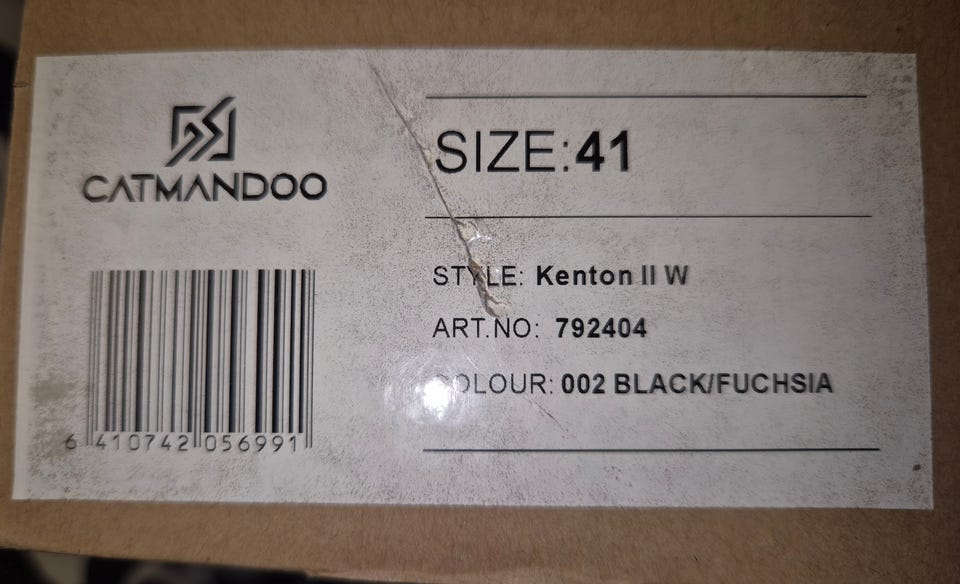 CATMANDOO
6 410742 056991
SIZE:41
STYLE: Kenton II W
ART.NO: 792404
COLOUR: 002 BLACK/FUCHSIA